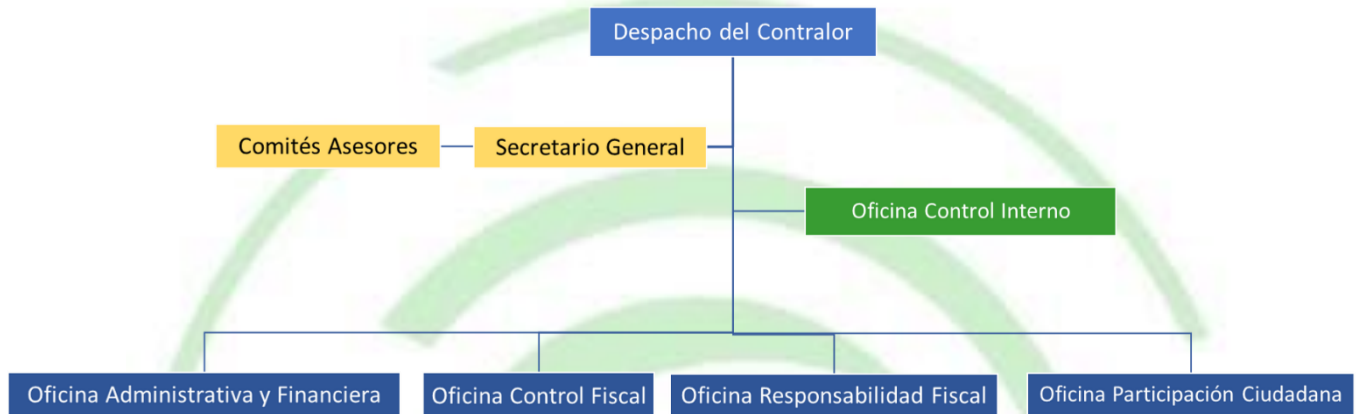 Despacho del Contralor
Comités Asesores
Secretario General
Oficina Control Interno
Oficina Administrativa y Financiera
Oficina Control Fiscal
Oficina Responsabilidad Fiscal
Oficina Participación Ciudadana